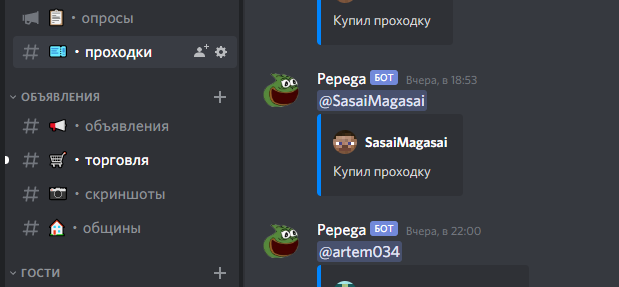 опросы
проходки
ОБЪЯВЛЕНИЯ
объявления
торговля
скриншоты
общины
ГОСТИ
Купил проходку
Pepega БОТ Вчера, в 18:53
@SasaiMagasai
SasaiMagasai
Купил проходку
Pepega БОТ Вчера, в 22:00
@artem034